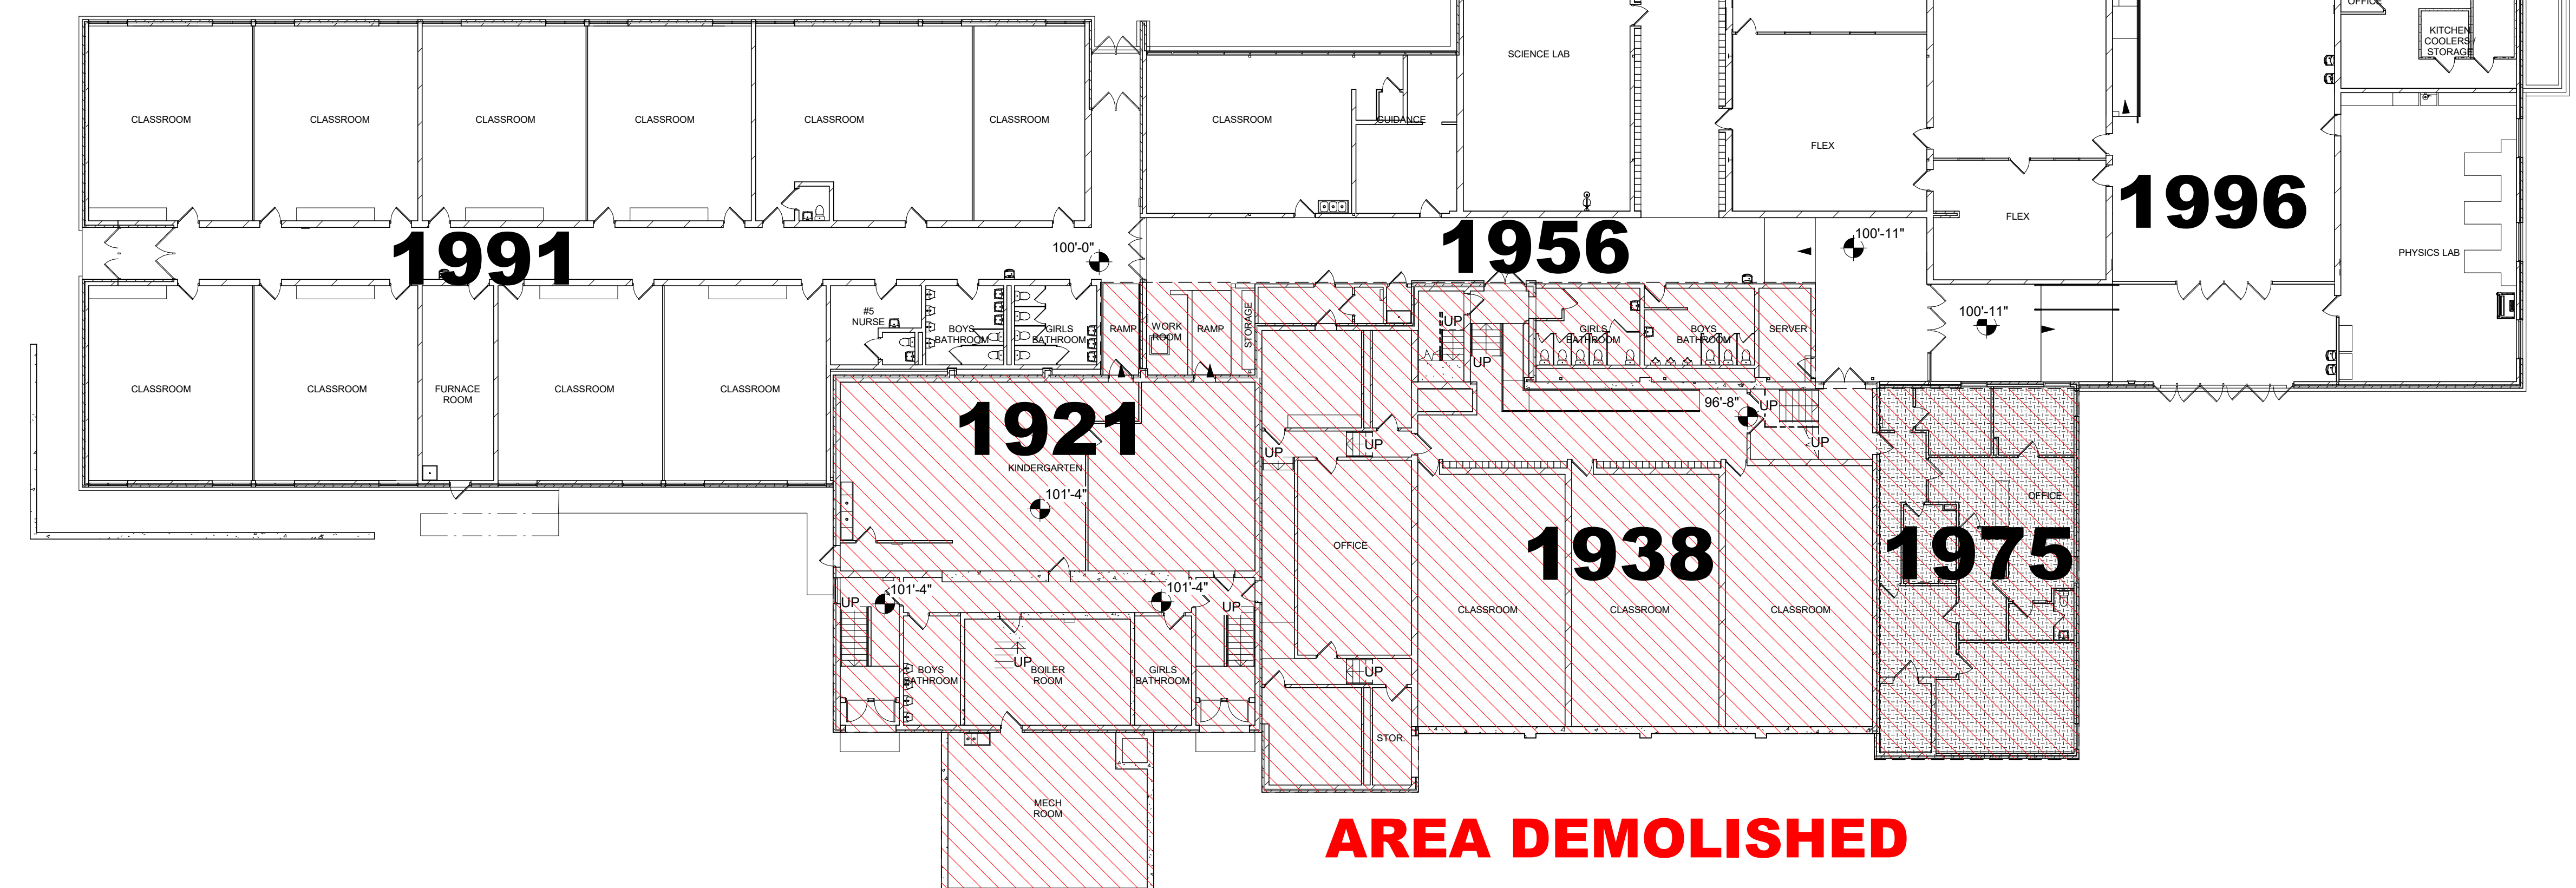 OFFICE
KITCHEN
COOLERS /
STORAGE
SCIENCE LAB
CLASSROOM
CLASSROOM
CLASSROOM
CLASSROOM
CLASSROOM
CLASSROOM
CLASSROOM
GUIDANCE
FLEX
FLEX
1996
1991
100'-0"
1956
100'-11"
PHYSICS LAB
#5
NURSE
BOYS
BATHROOM
GIRLS
BATHROOM
RAMP
WORK
ROOM
RAMP
STORAGE
UP
UP
GIRLS
BATHROOM
BOYS
BATHROOM
SERVER
100'-11"
CLASSROOM
CLASSROOM
FURNACE
ROOM
CLASSROOM
CLASSROOM
1921
KINDERGARTEN
101'-4"
96'-8"
UP
UP
UP
UP
OFFICE
1938
OFFICE
1975
UP
101'-4"
101'-4"
UP
CLASSROOM
CLASSROOM
CLASSROOM
BOYS
BATHROOM
UP
BOILER
ROOM
GIRLS
BATHROOM
UP
STOR.
MECH
ROOM
AREA DEMOLISHED